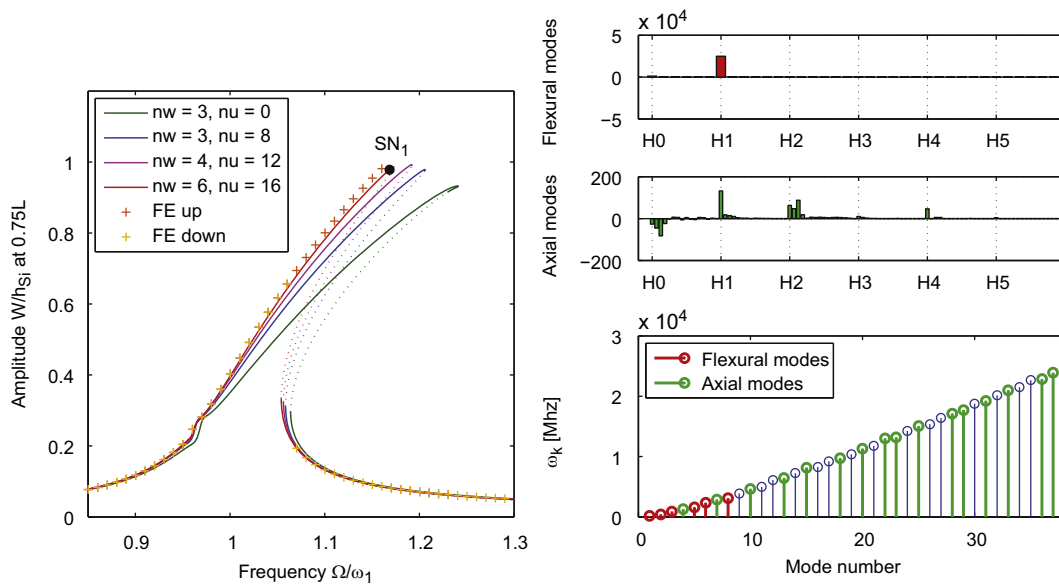 Amplitude W/hSi at 0.75L
1
0.8
0.6
0.4
0.2
0
nw = 3, nu = 0
nw = 3, nu = 8
nw = 4, nu = 12
nw = 6, nu = 16
FE up
FE down
SN1
0.9 1 1.1 1.2 1.3
Frequency Ω/ω1
x 10^4
Flexural modes
5
0
−5
H0 H1 H2 H3 H4 H5
Axial modes
200
0
−200
H0 H1 H2 H3 H4 H5
x 10^4
ωk [Mhz]
3
2
1
0
Flexural modes
Axial modes
0 10 20 30
Mode number